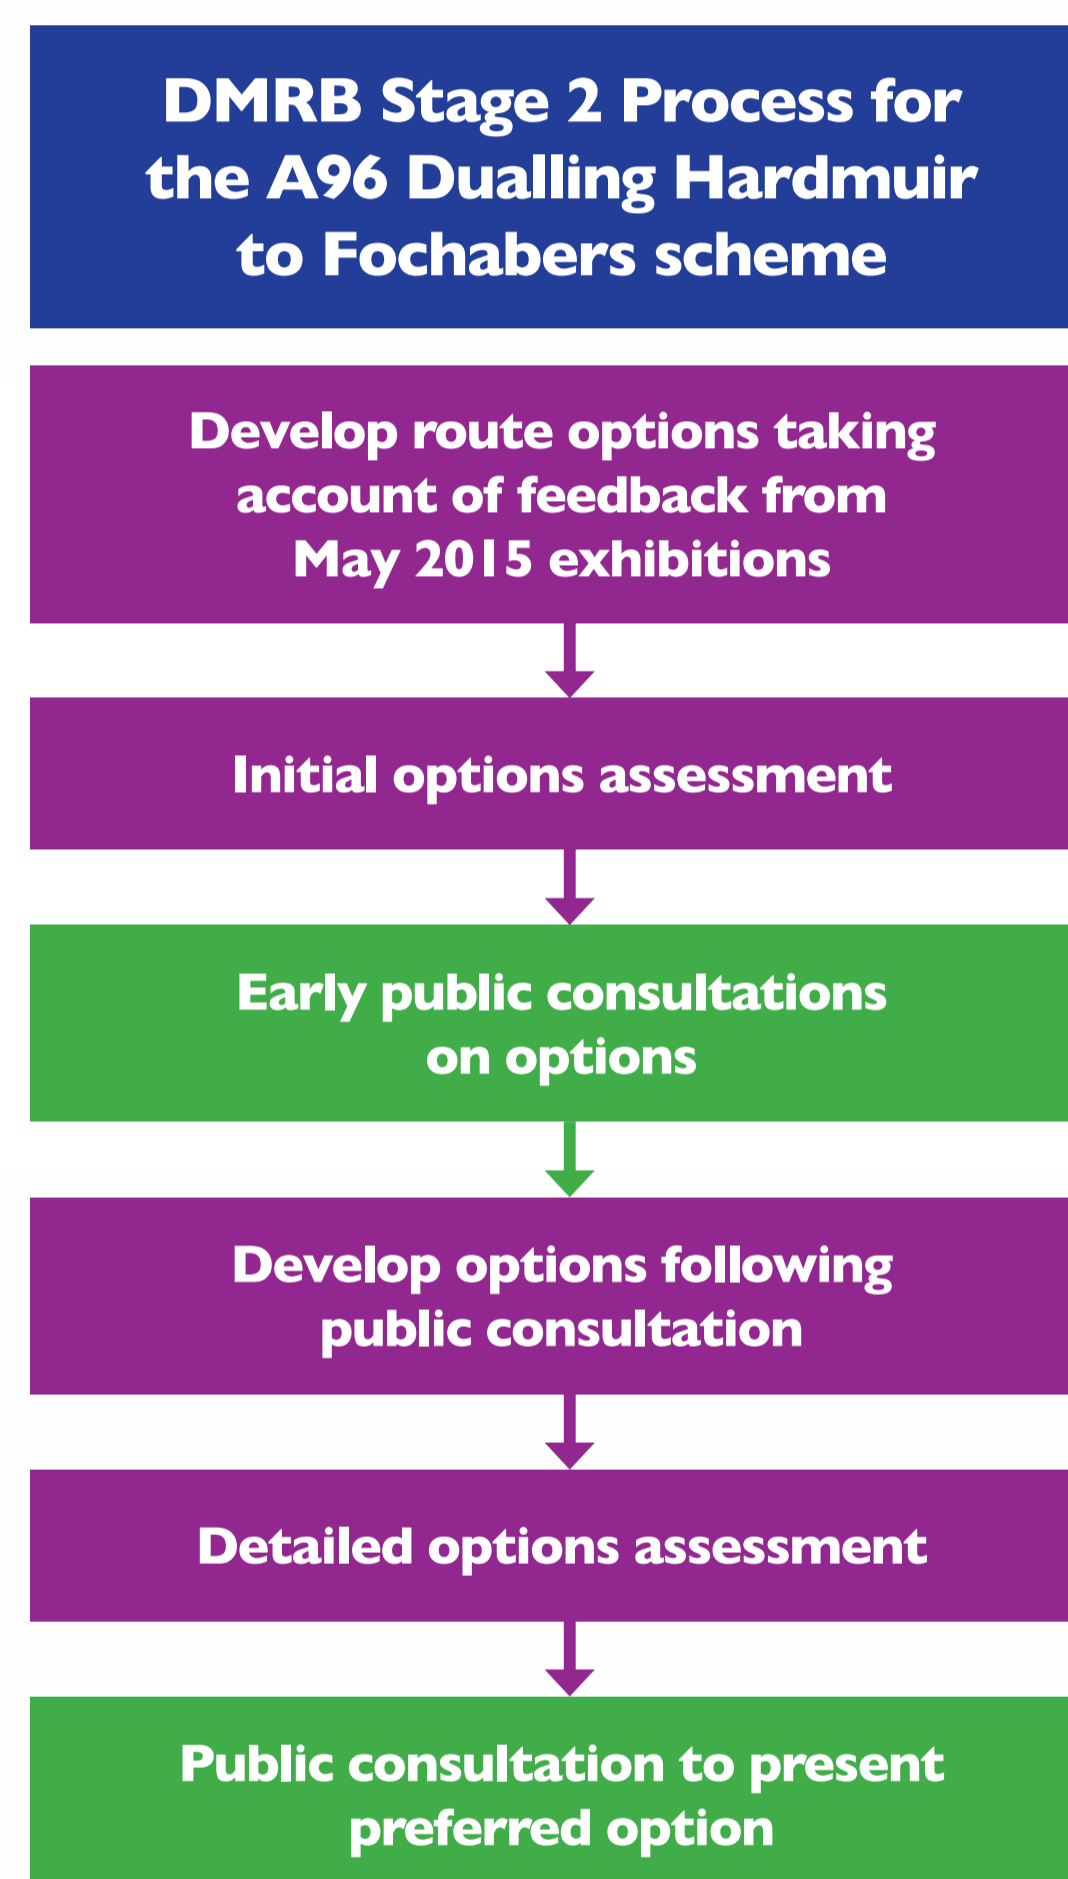 DMRB Stage 2 Process for
the A96 Dualling Hardmuir
to Fochabers scheme
Develop route options taking
account of feedback from
May 2015 exhibitions
Initial options assessment
Early public consultations
on options
Develop options following
public consultation
Detailed options assessment
Public consultation to present
preferred option